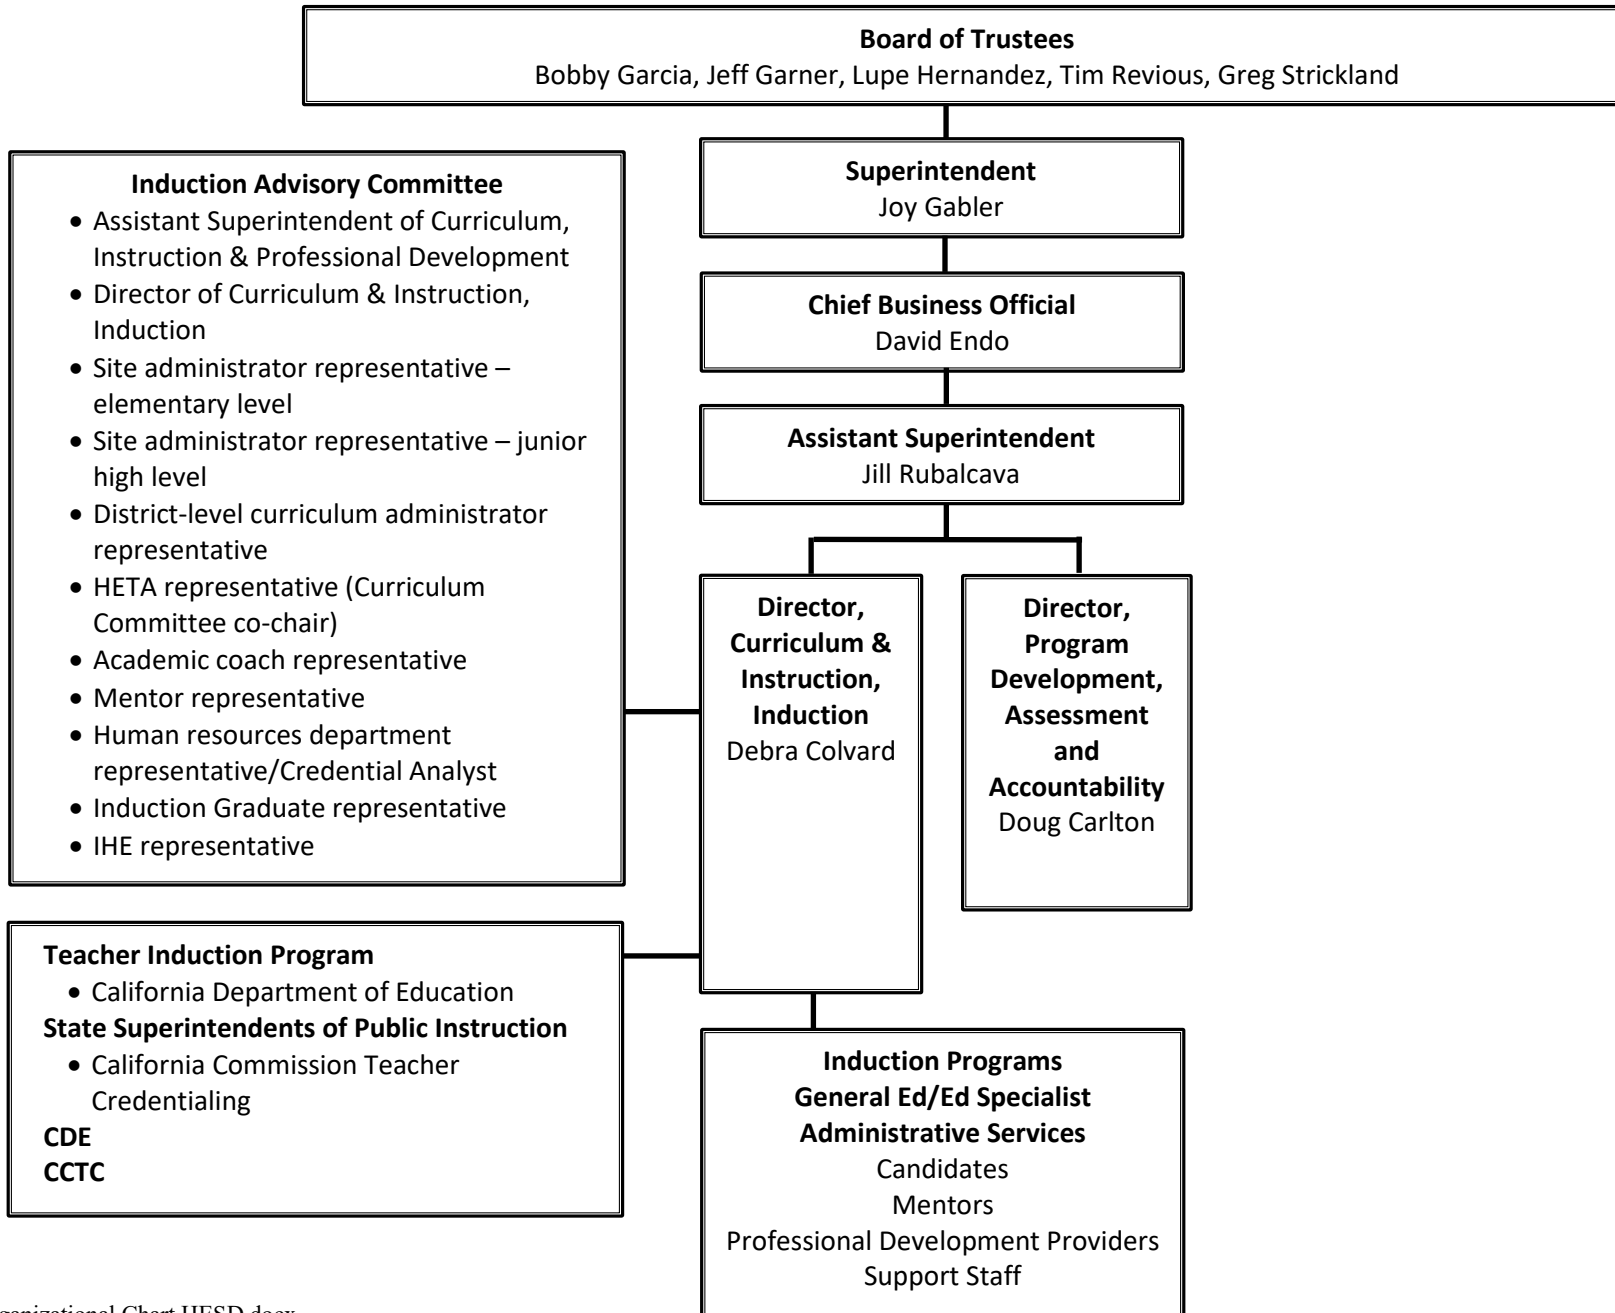 Board of Trustees
Bobby Garcia, Jeff Garner, Lupe Hernandez, Tim Revious, Greg Strickland
Superintendent
Joy Gabler
Chief Business Official
David Endo
Assistant Superintendent
Jill Rubalcava
Induction Advisory Committee
• Assistant Superintendent of Curriculum,
Instruction & Professional Development
• Director of Curriculum & Instruction,
Induction
• Site administrator representative –
elementary level
• Site administrator representative – junior
high level
• District-level curriculum administrator
representative
• HETA representative (Curriculum
Committee co-chair)
• Academic coach representative
• Mentor representative
• Human resources department
representative/Credential Analyst
• Induction Graduate representative
• IHE representative
Director,
Curriculum &
Instruction,
Induction
Debra Colvard
Director,
Program
Development,
Assessment
and
Accountability
Doug Carlton
Teacher Induction Program
• California Department of Education
State Superintendents of Public Instruction
• California Commission Teacher
Credentialing
CDE
CCTC
Induction Programs
General Ed/Ed Specialist
Administrative Services
Candidates
Mentors
Professional Development Providers
Support Staff